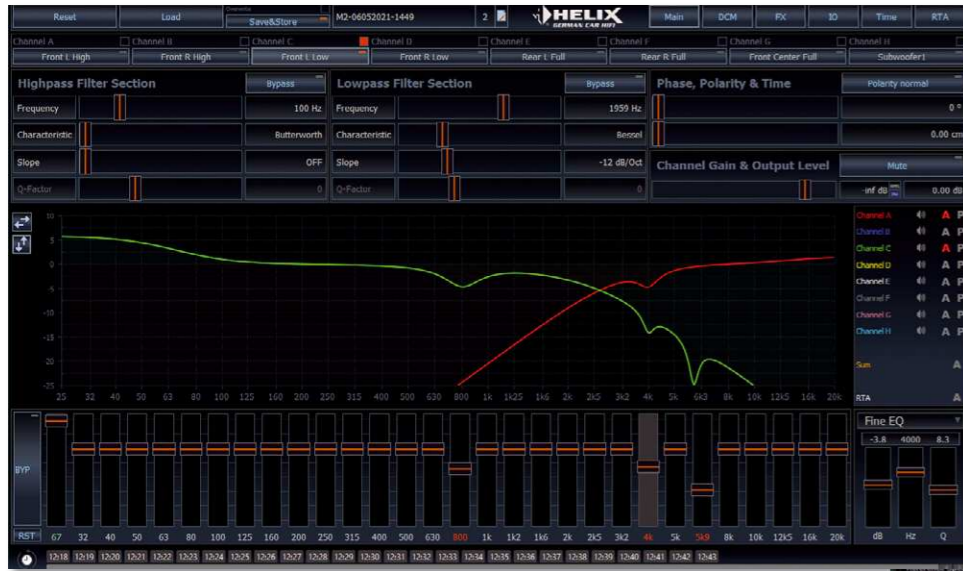 Reset Load Save&Store M2-06052021-1449 2 HELIX GERMAN CAR HIFI Main DCM FX IO Time RTA
Channel A Channel B Channel C Channel D Channel E Channel F Channel G Channel H
Front L High Front R High Front L Low Front R Low Rear L Full Rear R Full Front Center Full Subwoofer1
Highpass Filter Section Bypass Lowpass Filter Section Bypass Phase, Polarity & Time Polarity normal
Frequency 100 Hz Frequency 1959 Hz 0 °
Characteristic Butterworth Characteristic Bessel 0.00 cm
Slope OFF Slope -12 dB/Oct Channel Gain & Output Level Mute
Q-Factor 0 Q-Factor 0 -inf dB 0.00 dB
10
5
0
-5
-10
-15
20
-25
25 32 40 50 63 80 100 125 160 200 250 315 400 500 630 800 1k 1k25 1k6 2k 2k5 3k2 4k 5k 6k3 8k 10k 12k5 16k 20k
Channel A A P
Channel B A P
Channel C A P
Channel D A P
Channel E A P
Channel F A P
Channel G A P
Channel H A P
Sum A
RTA A
Fine EQ
-3.8 4000 8.3
BYP
RST 67 32 40 50 63 80 100 125 160 200 250 315 400 500 630 800 1k 1k2 1k6 2k 2k5 3k2 4k 5k 5k9 8k 10k 12k5 16k 20k dB Hz Q
12:18 12:19 12:20 12:21 12:22 12:23 12:24 12:25 12:26 12:27 12:28 12:29 12:30 12:31 12:32 12:33 12:34 12:35 12:36 12:37 12:38 12:39 12:40 12:41 12:42 12:43